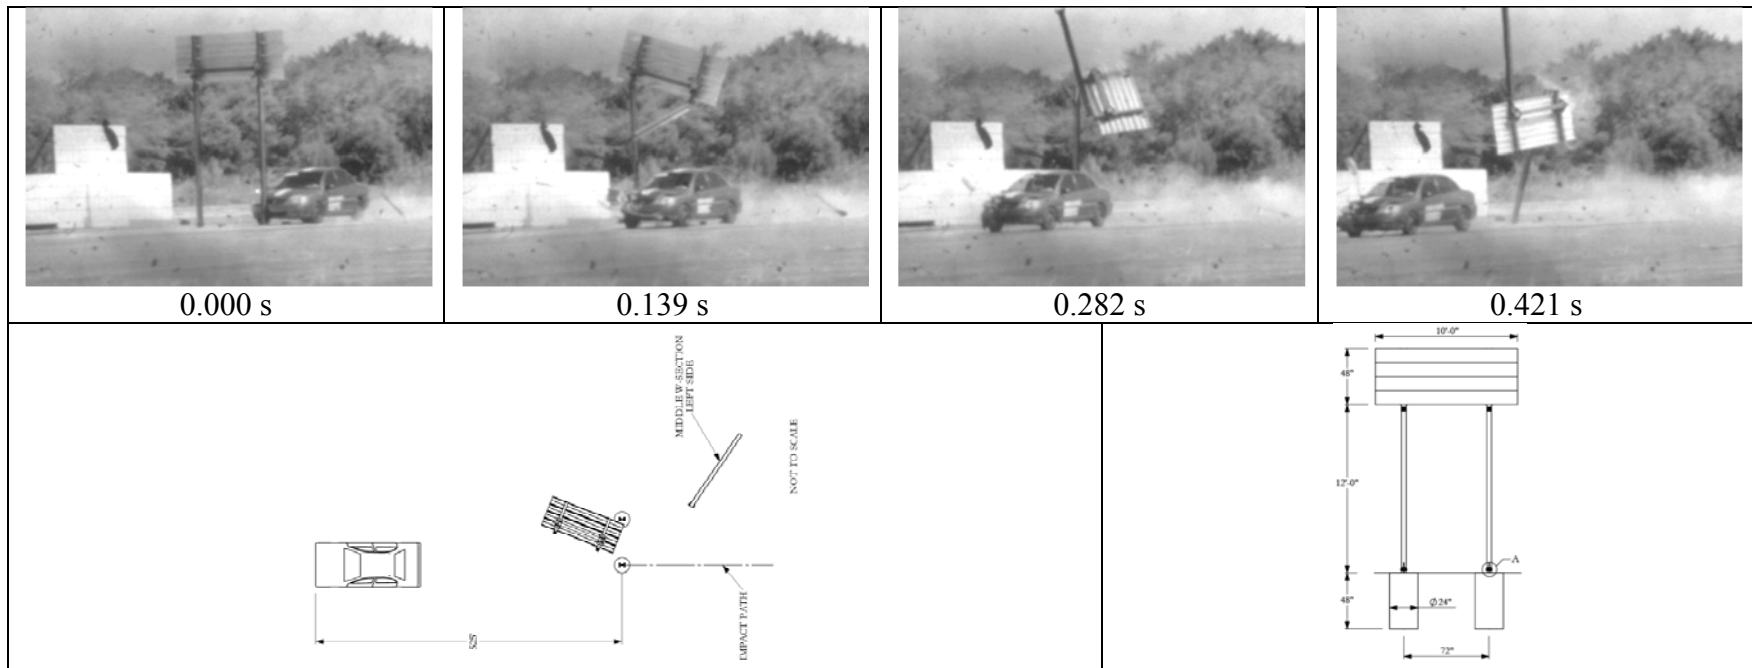 0.000 s
0.139 s
0.282 s
0.421 s
MIDDLE W-SECTION
LEFT SIDE
NOT TO SCALE
IMPACT PATH
10'-0"
48"
12'-0"
A
48"
Ø 24"
72"